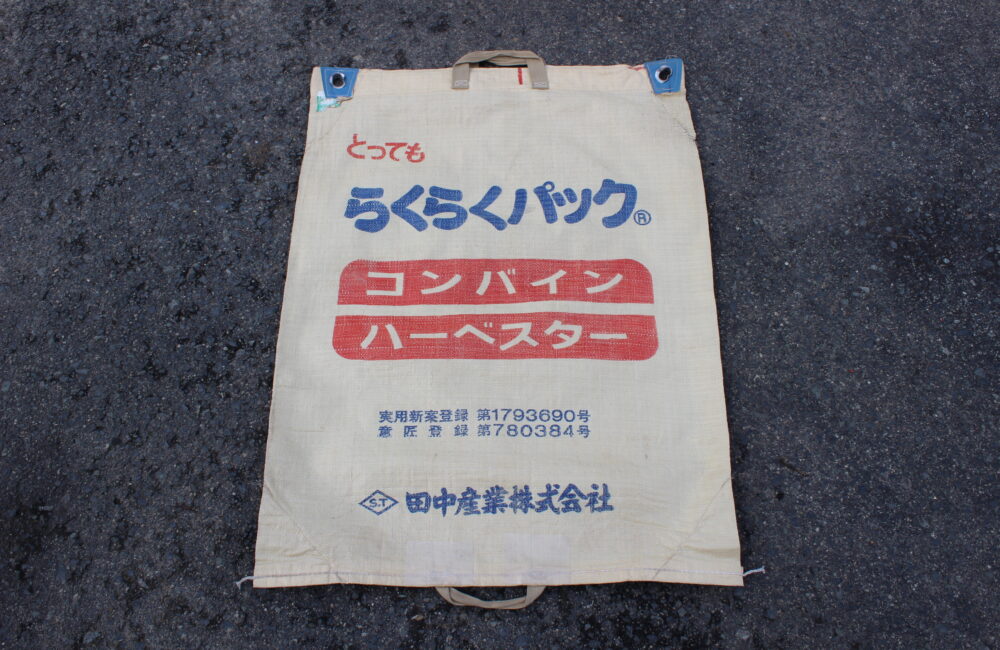 とっても
らくらくパック®
コンバイン
ハーベスター
実用新案登録 第1793690号
意匠登録 第780384号
S.T 田中産業株式会社